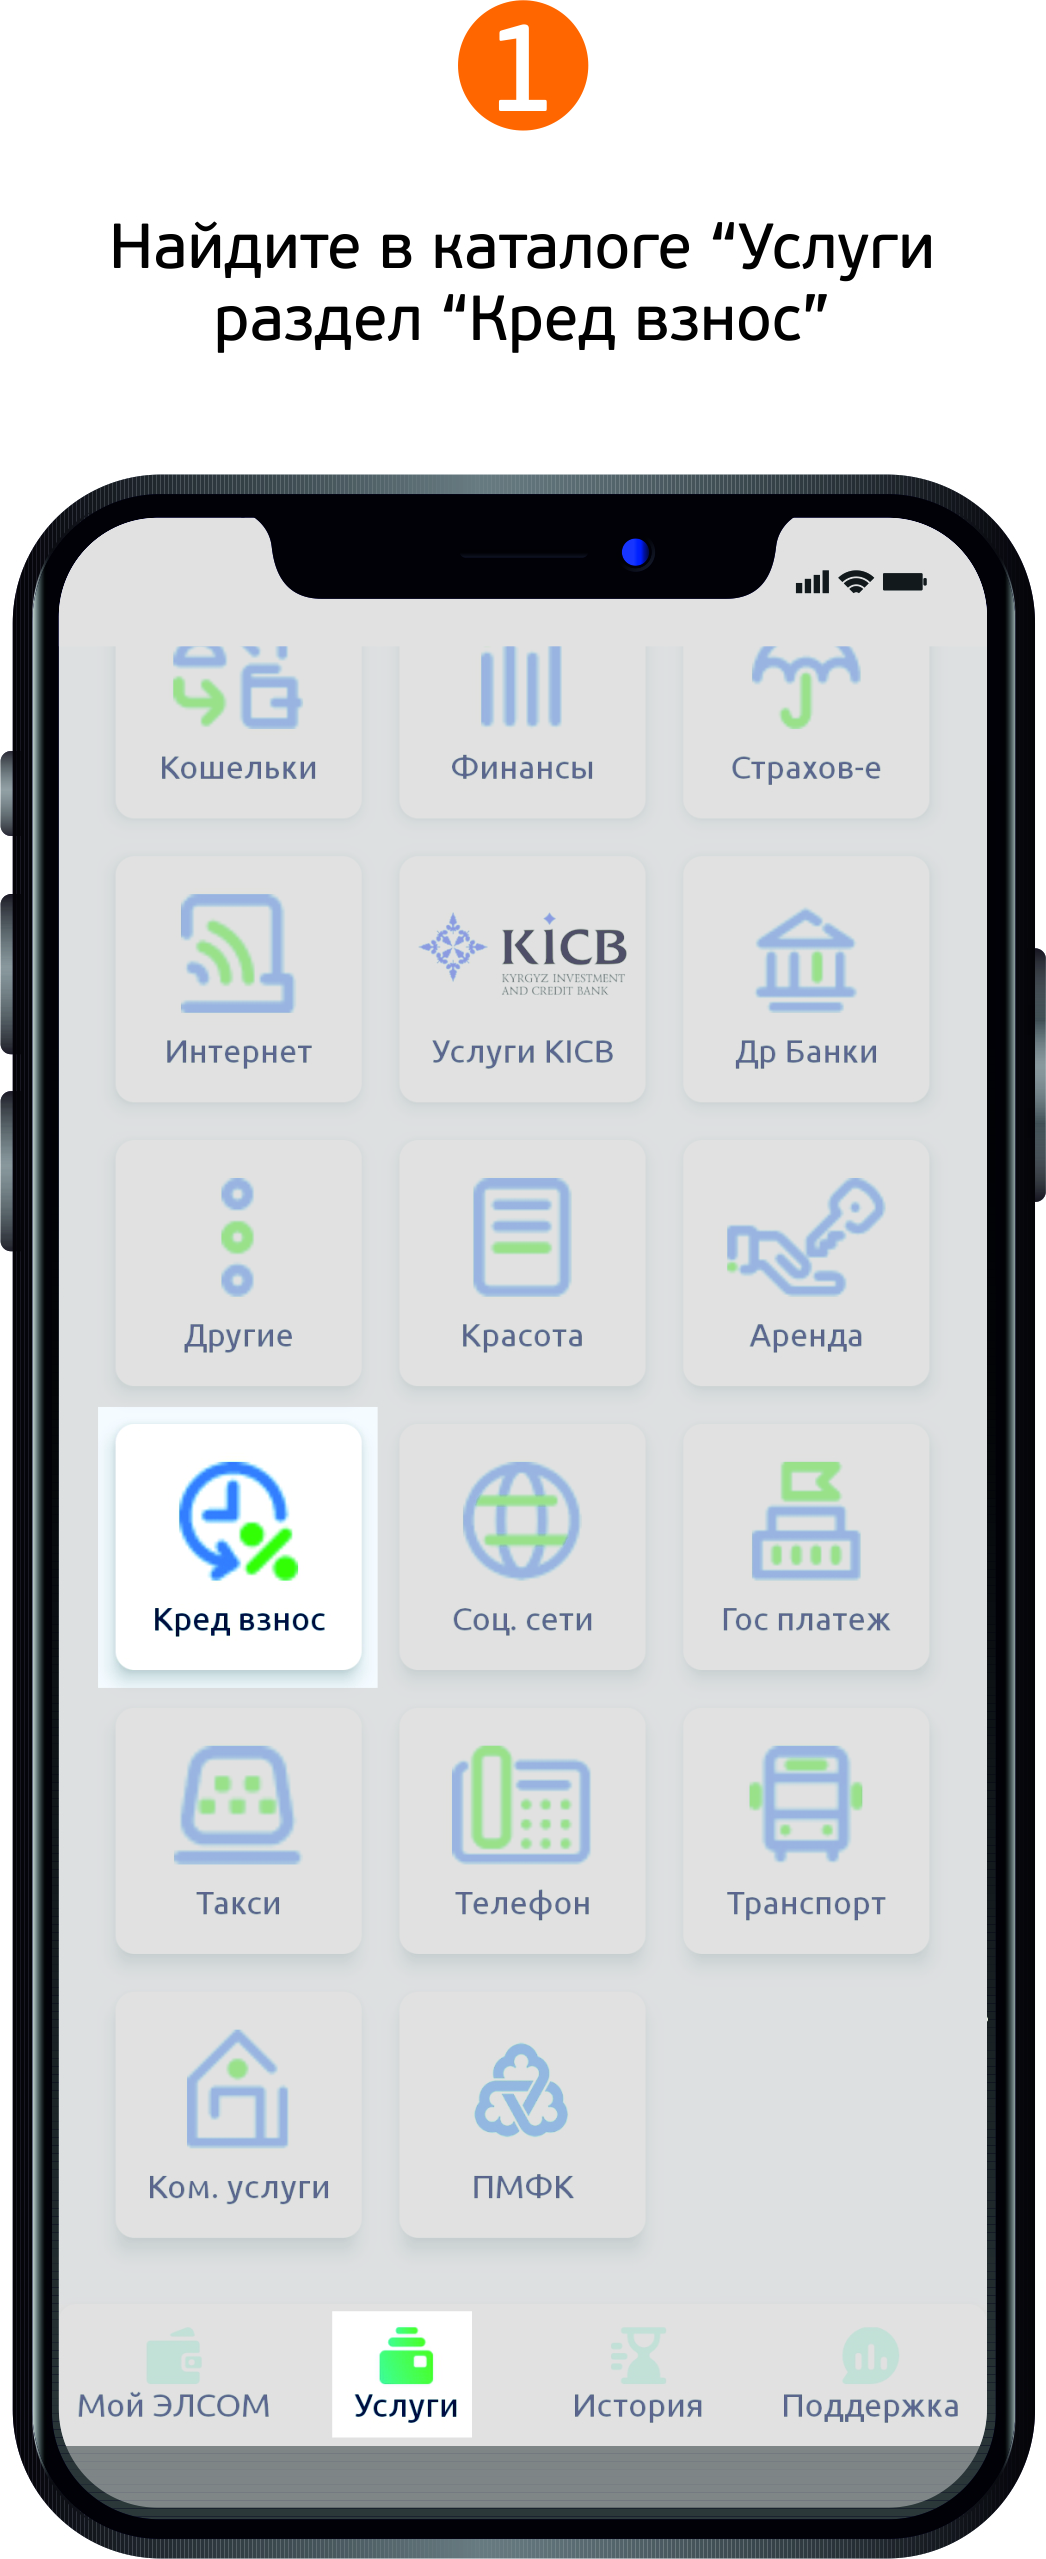 1
Найдите в каталоге “Услуги
раздел “Кред взнос”
Кошельки
Финансы
Страхов-е
KICB
KYRGYZ INVESTMENT
AND CREDIT BANK
Интернет
Услуги KICB
Др Банки
Другие
Красота
Аренда
Кред взнос
Соц. сети
Гос платеж
Такси
Телефон
Транспорт
Ком. услуги
ПМФК
Мой ЭЛСОМ
Услуги
История
Поддержка